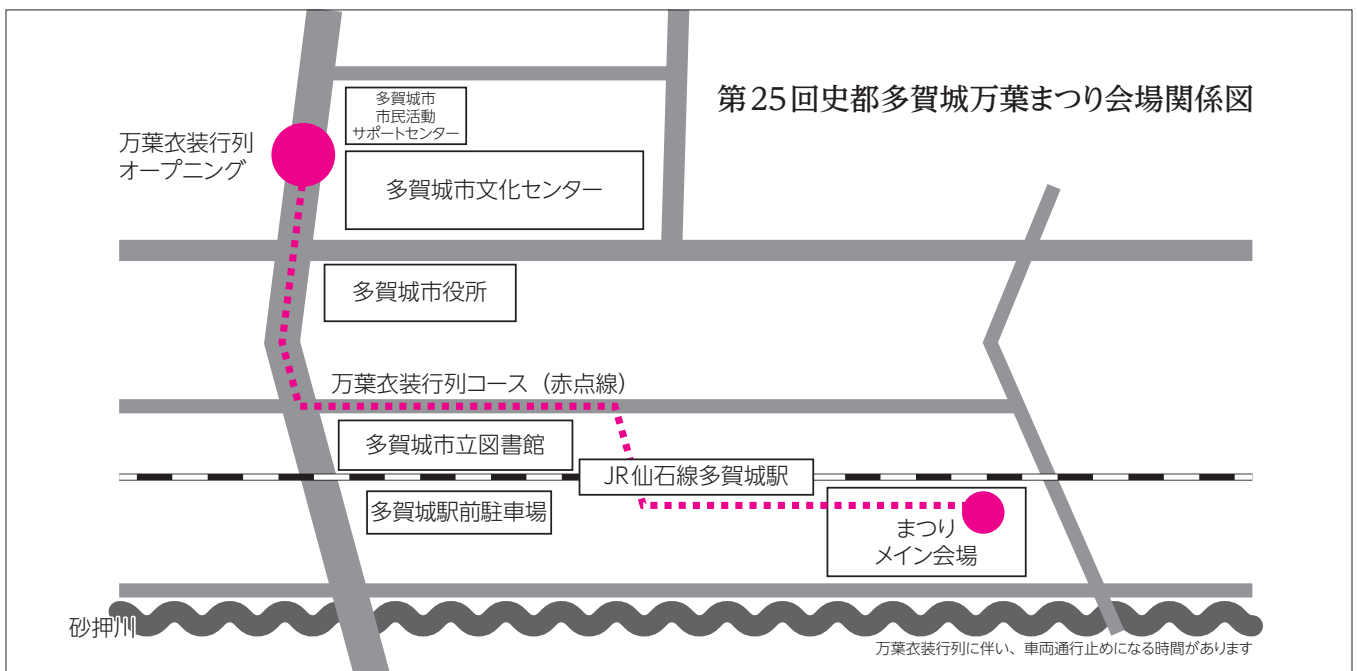 第25回史都多賀城万葉まつり会場関係図
多賀城市
市民活動
サポートセンター
万葉衣装行列
オープニング
多賀城市文化センター
多賀城市役所
万葉衣装行列コース（赤点線）
多賀城市立図書館
JR仙石線多賀城駅
多賀城駅前駐車場
まつり
メイン会場
砂押川
万葉衣装行列に伴い、車両通行止めになる時間があります